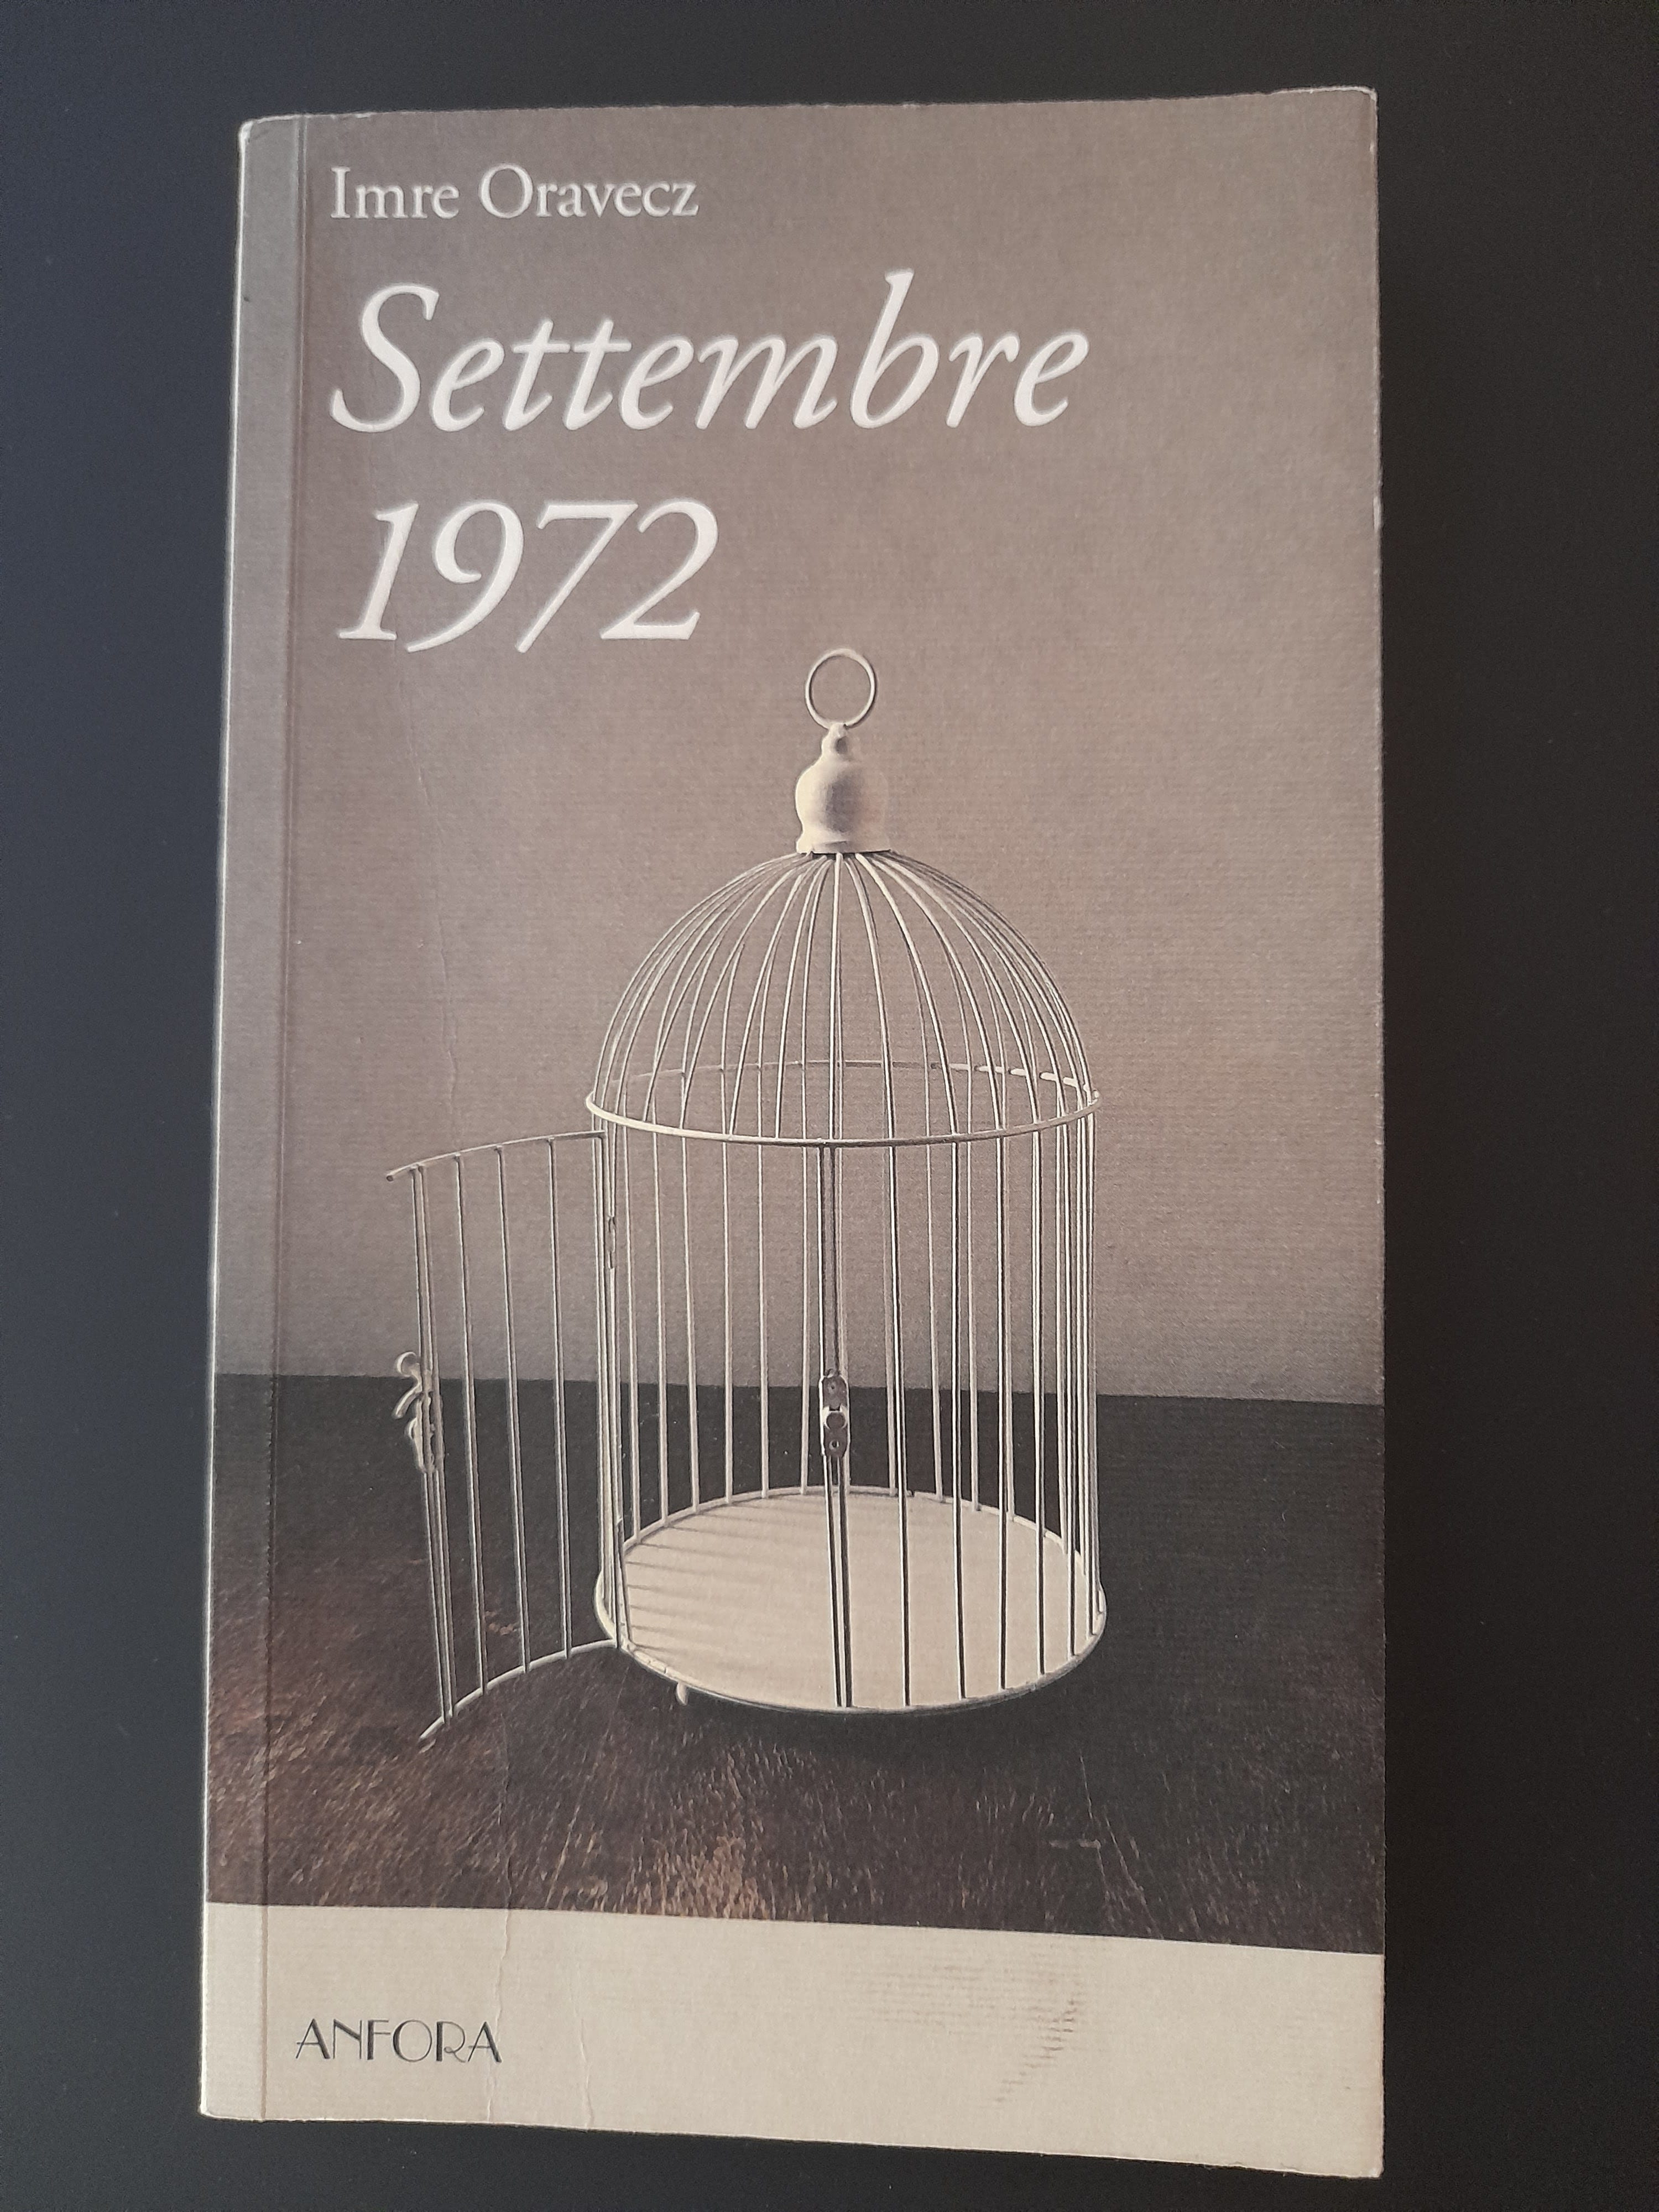 Imre Oravecz
Settembre
1972
ANFORA